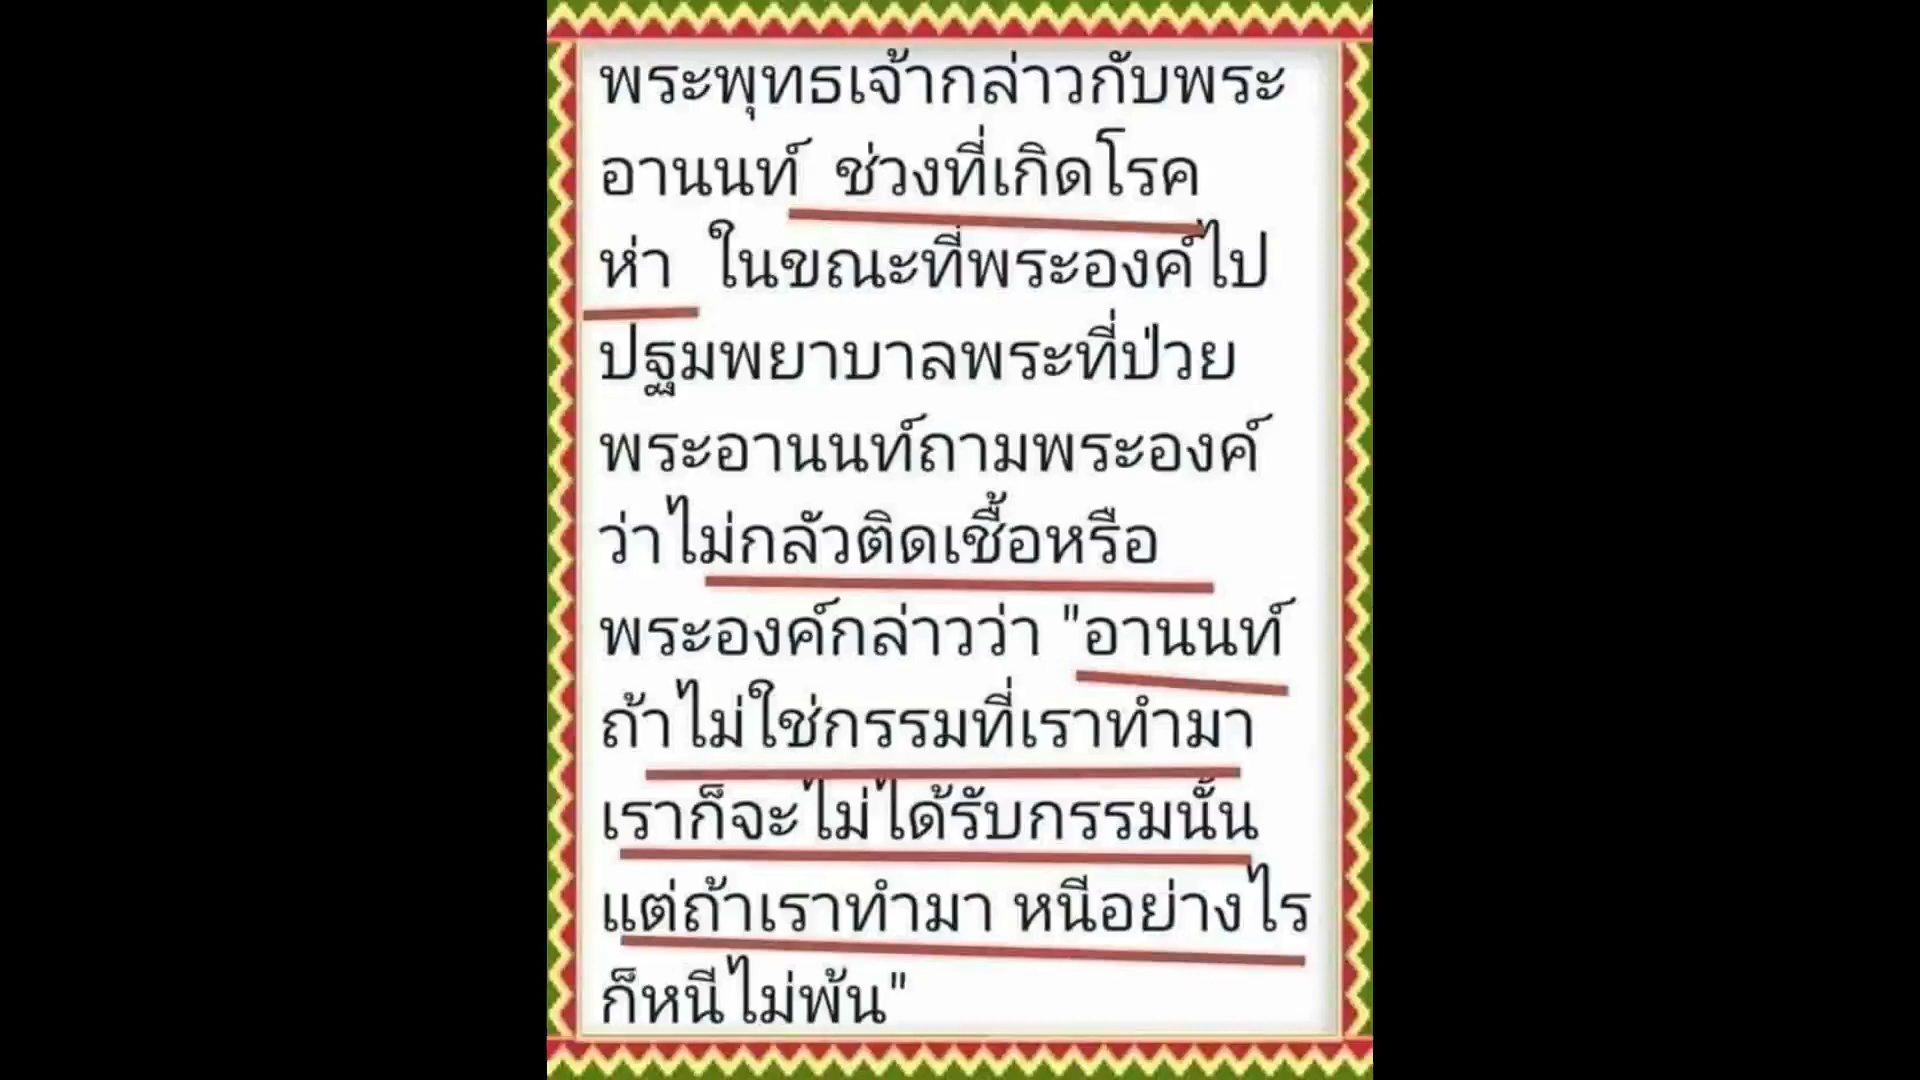 พระพุทธเจ้ากล่าวกับพระ
อานนท์ ช่วงที่เกิดโรค
ห่า ในขณะที่พระองค์ไป
ปฐมพยาบาลพระที่ป่วย
พระอานนท์ถามพระองค์
ว่าไม่กลัวติดเชื้อหรือ
พระองค์กล่าวว่า "อานนท์
ถ้าไม่ใช่กรรมที่เราทำมา
เราก็จะไม่ได้รับกรรมนั้น
แต่ถ้าเราทำมา หนีอย่างไร
ก็หนีไม่พ้น"